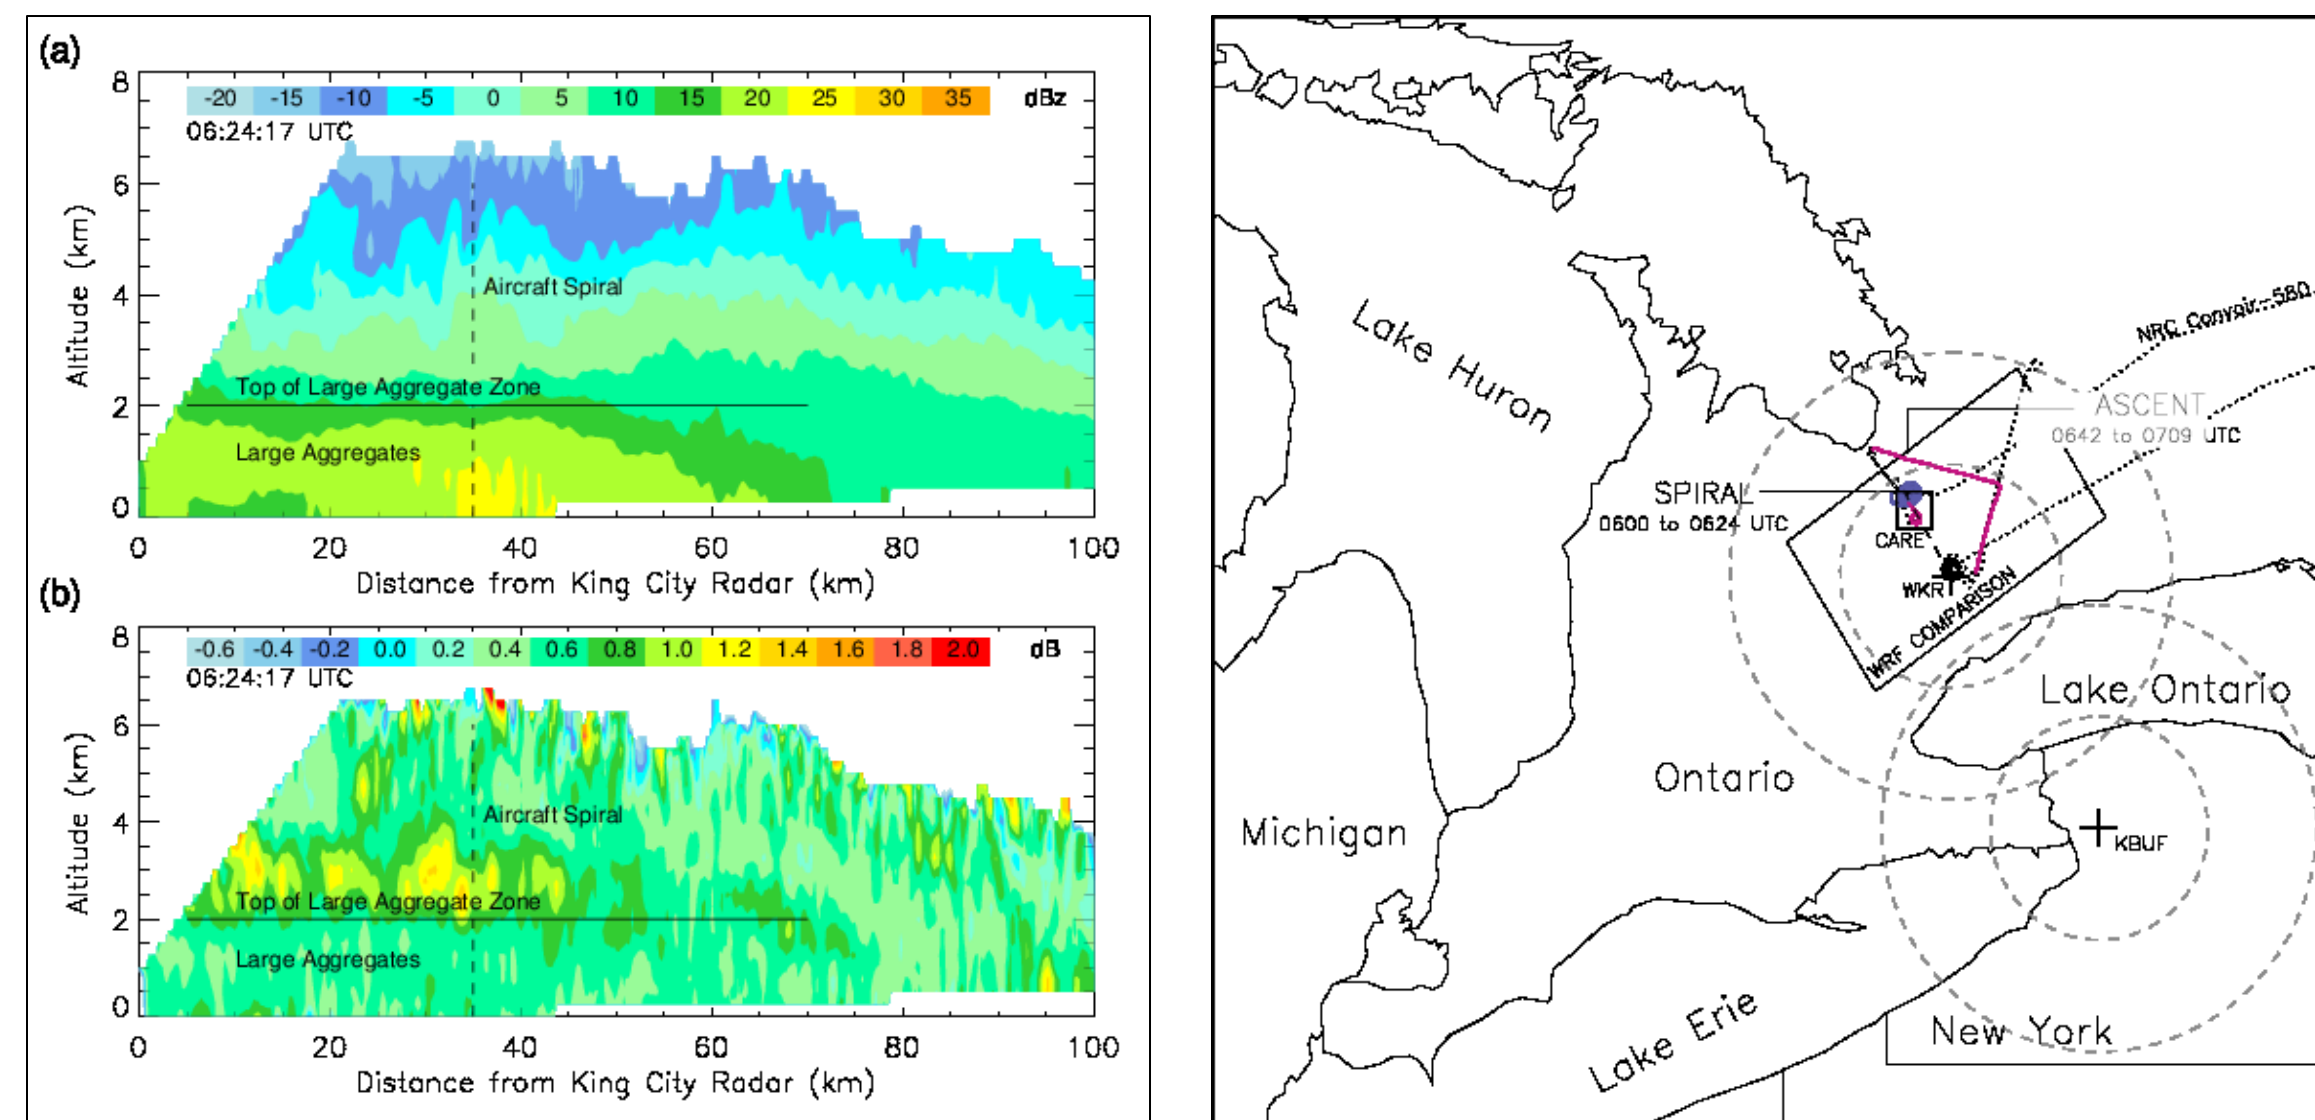 (a)
8
-20 -15 -10 -5 0 5 10 15 20 25 30 35 dBz
06:24:17 UTC
6
Altitude (km)
Aircraft Spiral
4
Top of Large Aggregate Zone
2
Large Aggregates
0
0 20 40 60 80 100
Distance from King City Radar (km)
(b)
8
-0.6 -0.4 -0.2 0.0 0.2 0.4 0.6 0.8 1.0 1.2 1.4 1.6 1.8 2.0 dB
06:24:17 UTC
6
Altitude (km)
Aircraft Spiral
4
Top of Large Aggregate Zone
2
Large Aggregates
0
0 20 40 60 80 100
Distance from King City Radar (km)
Lake Huron
NRC Convair-580
ASCENT
0642 to 0709 UTC
SPIRAL
0600 to 0624 UTC
CARE
WKR
WRF COMPARISON
Lake Ontario
Ontario
Michigan
KBUF
Lake Erie
New York